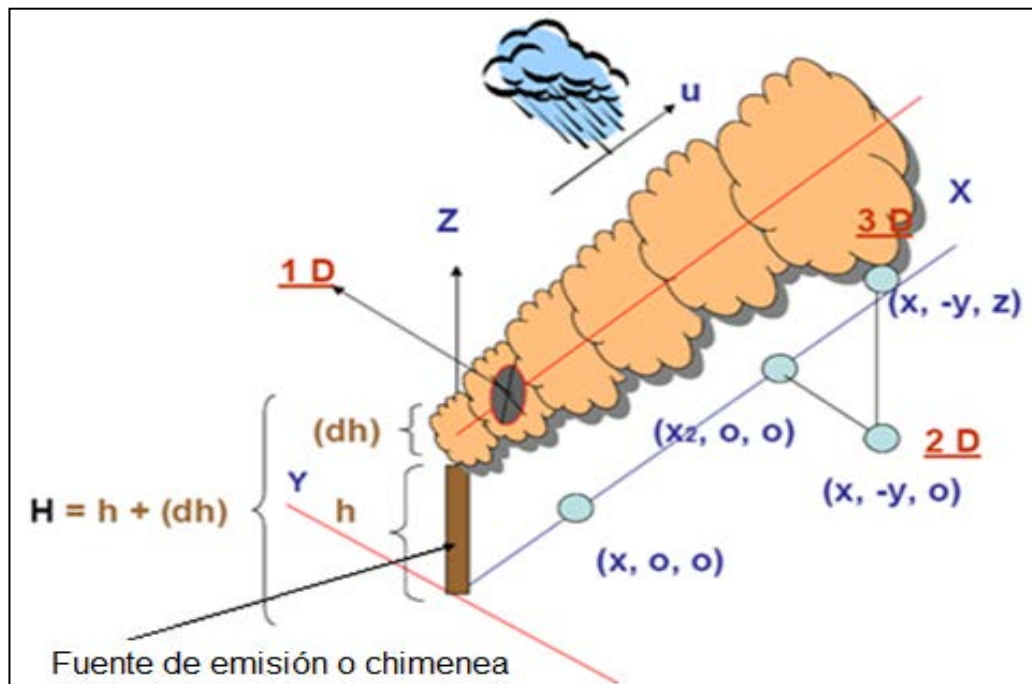 u
Z
X
3 D
1 D
(x, -y, z)
(dh)
(x2, o, o)
2 D
Y
(x, -y, o)
H = h + (dh)
h
(x, o, o)
Fuente de emisión o chimenea